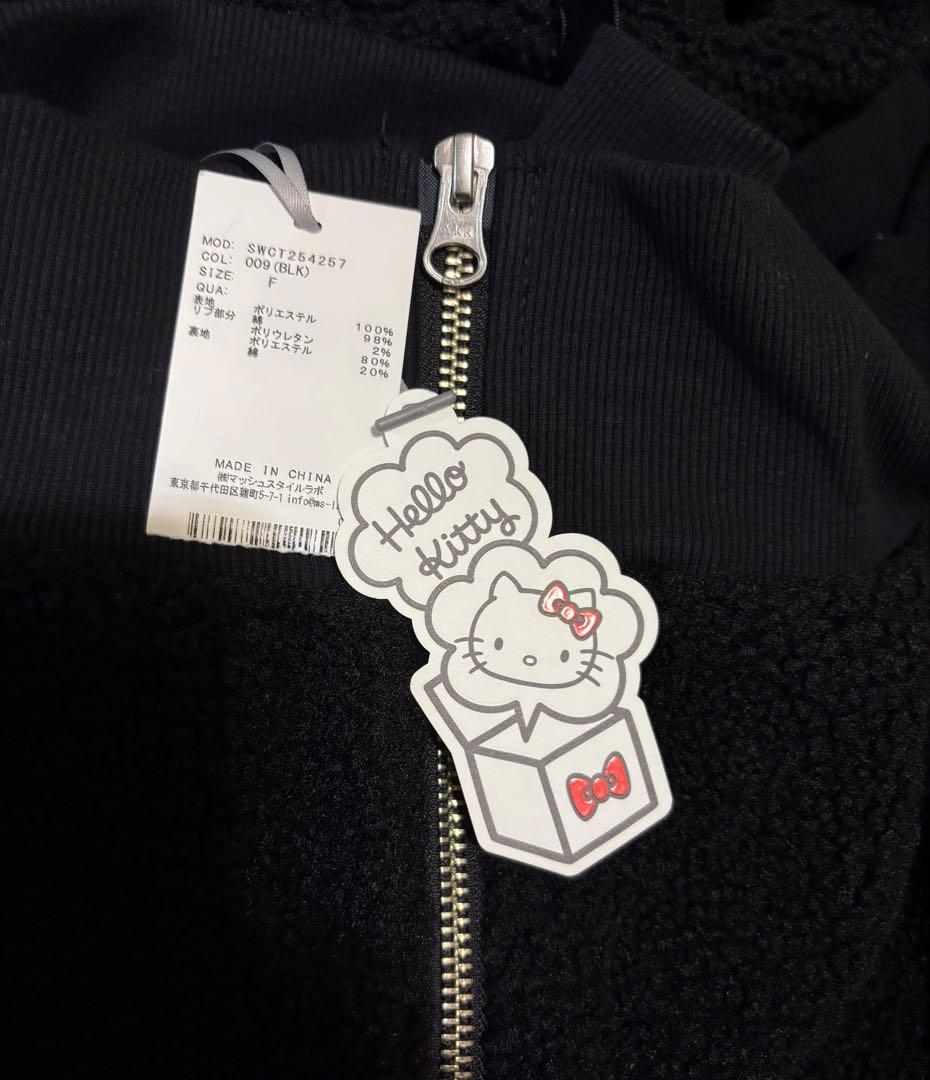 MOD: SWCT254257
COL: 009(BLK)
SIZE: F
QUA:
表地 ポリエステル 100%
リブ部分 綿 98%
ポリウレタン 2%
裏地 ポリエステル 80%
綿 20%
MADE IN CHINA
㈱マッシュスタイルラボ
東京都千代田区麹町5-7-1 info@ms-l
YKK
Hello
Kitty